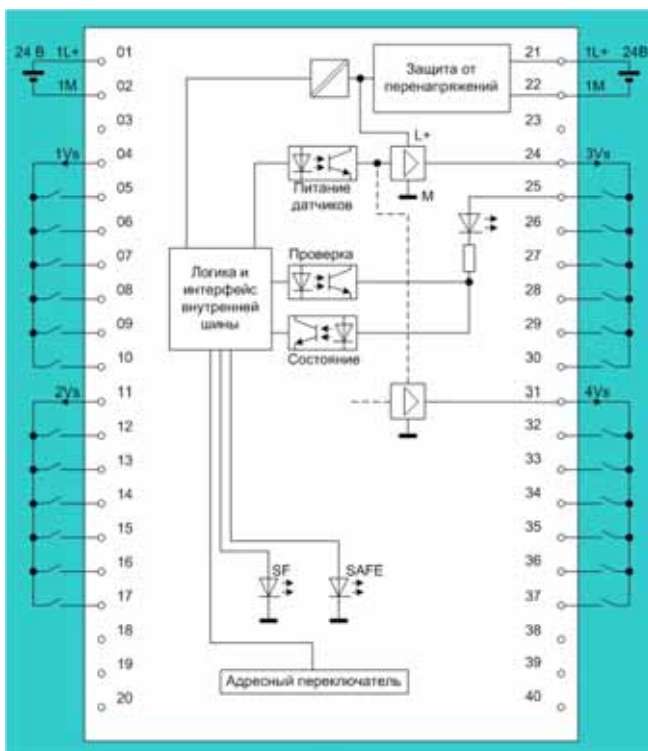 24 В 1L+ 01 21 1L+ 24В
Защита от
перенапряжений
1M 02 22 1M
03 23
L+
1Vs 04 24 3Vs
M
Питание
датчиков
05 25
06 26
Проверка
07 27
Логика и
интерфейс
внутренней
шины
08 28
09 29
Состояние
10 30
2Vs 11 31 4Vs
12 32
13 33
14 34
15 35
16 36
SF SAFE
17 37
18 38
19 39
Адресный переключатель
20 40